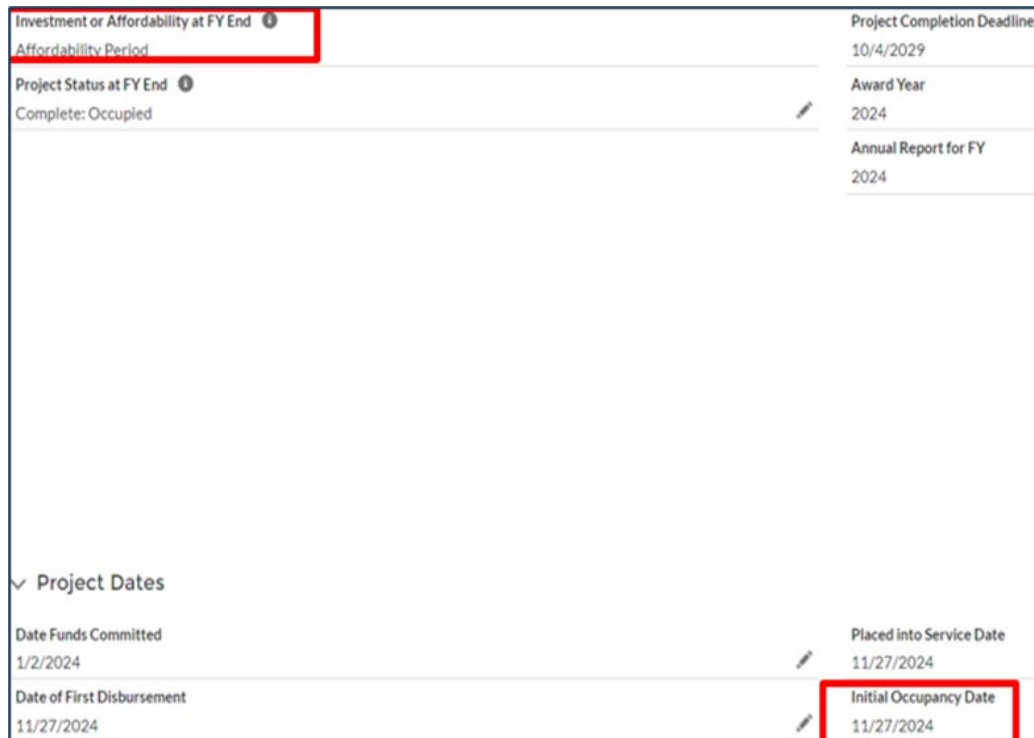 Investment or Affordability at FY End
Affordability Period
Project Status at FY End
Complete: Occupied
Project Completion Deadline
10/4/2029
Award Year
2024
Annual Report for FY
2024
Project Dates
Date Funds Committed
1/2/2024
Date of First Disbursement
11/27/2024
Placed into Service Date
11/27/2024
Initial Occupancy Date
11/27/2024